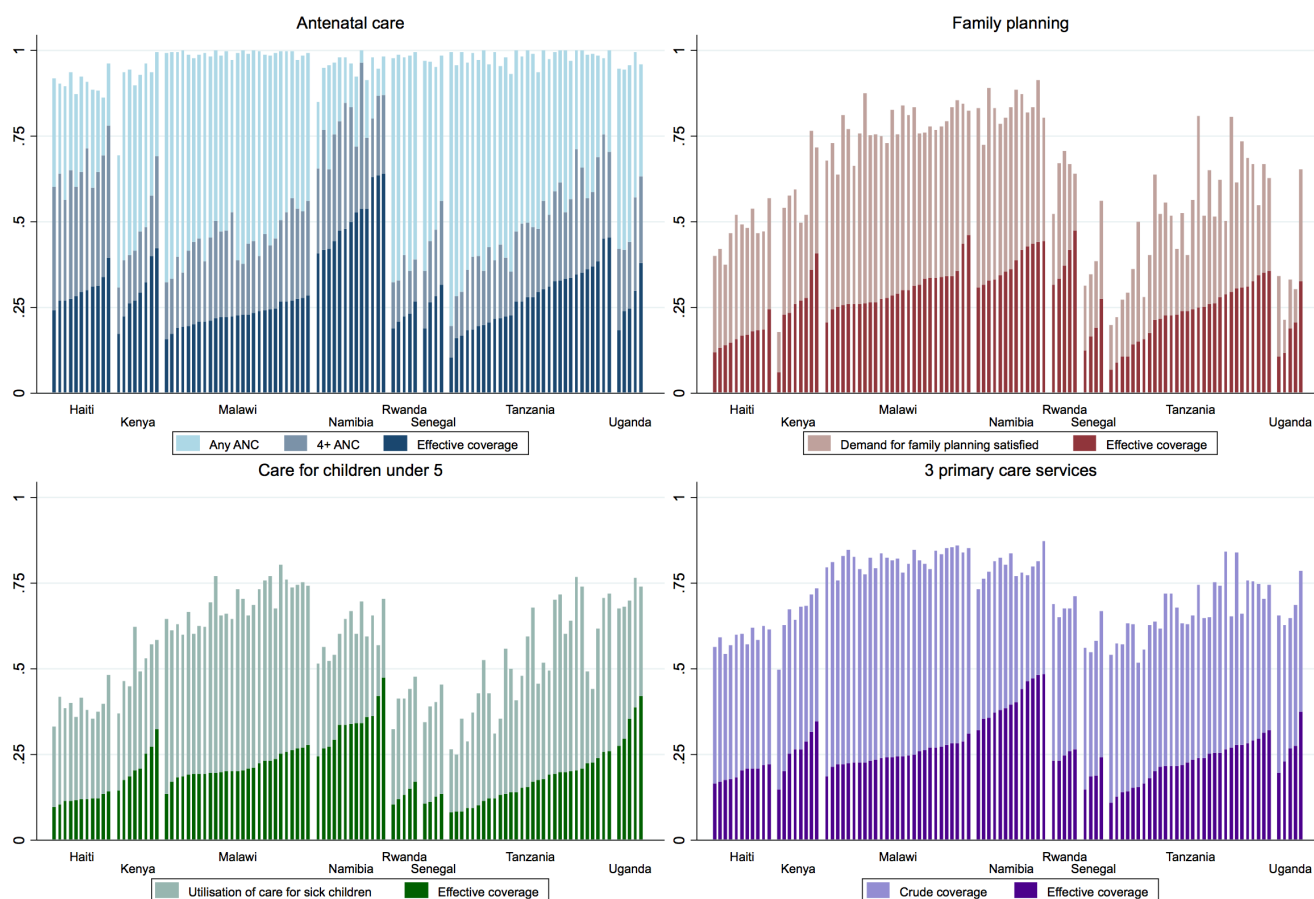 Antenatal care
1
.75
.5
.25
0
Haiti Kenya Malawi Namibia Rwanda Senegal Tanzania Uganda
Any ANC 4+ ANC Effective coverage
Family planning
1
.75
.5
.25
0
Haiti Kenya Malawi Namibia Rwanda Senegal Tanzania Uganda
Demand for family planning satisfied Effective coverage
Care for children under 5
1
.75
.5
.25
0
Haiti Kenya Malawi Namibia Rwanda Senegal Tanzania Uganda
Utilisation of care for sick children Effective coverage
3 primary care services
1
.75
.5
.25
0
Haiti Kenya Malawi Namibia Rwanda Senegal Tanzania Uganda
Crude coverage Effective coverage